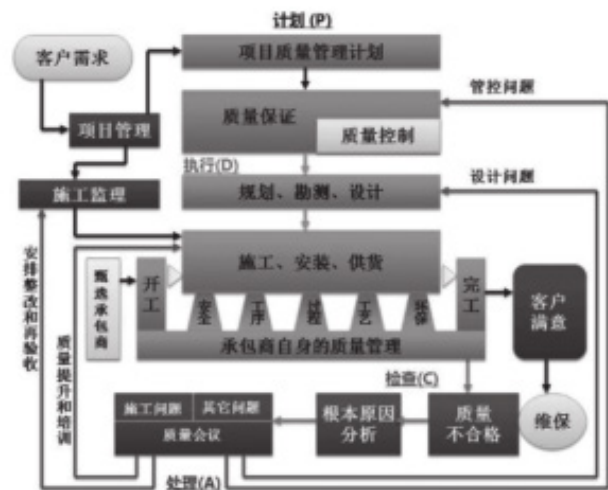 计划(P)
客户需求
项目质量管理计划
管控问题
质量保证
项目管理
质量控制
执行(D)
设计问题
施工监理
规划、勘测、设计
施工、安装、供货
安排整改和再验收
质量提升和培训
甄选承包商
开工
安全
工序
过程
工艺
环保
完工
客户
满意
承包商自身的质量管理
检查(C)
施工问题
其它问题
质量会议
根本原因
分析
质量
不合格
维保
处理(A)